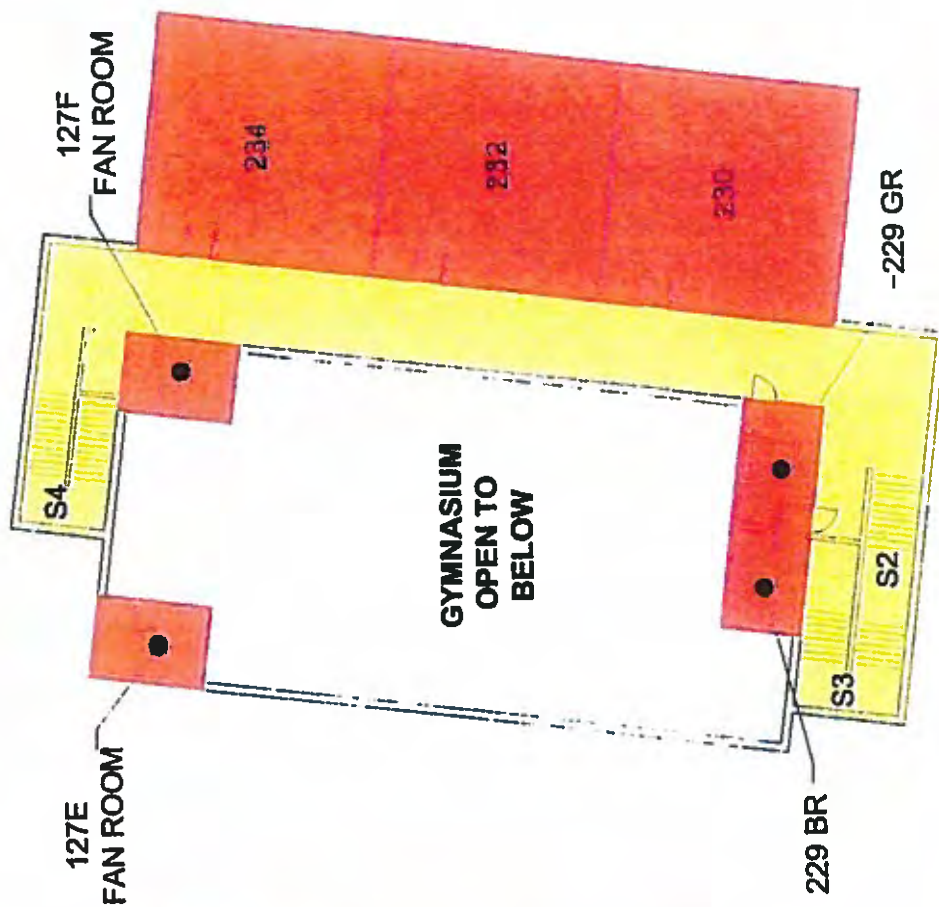 127F
FAN ROOM
234
232
230
-229 GR
S4
GYMNASIUM
OPEN TO
BELOW
S2
S3
127E
FAN ROOM
229 BR